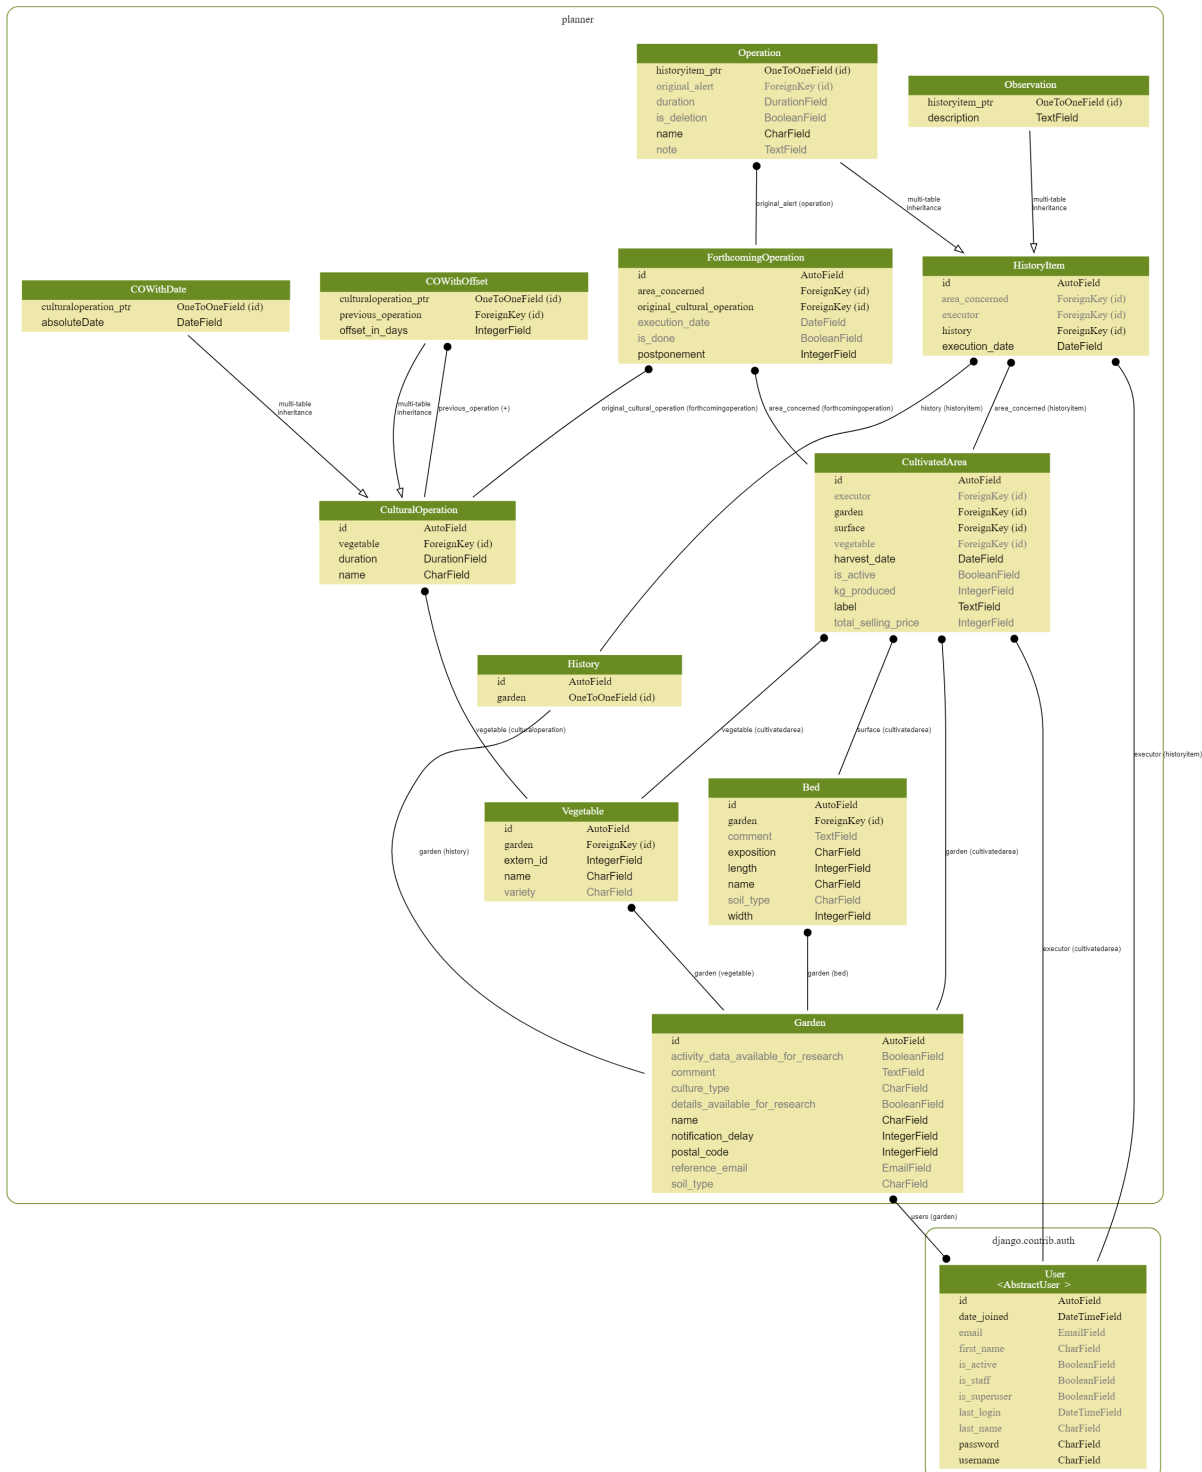 planner
Operation
historyitem_ptr OneToOneField (id)
original_alert ForeignKey (id)
duration DurationField
is_deletion BooleanField
name CharField
note TextField
Observation
historyitem_ptr OneToOneField (id)
description TextField
original_alert (operation)
multi-table
inheritance
multi-table
inheritance
ForthcomingOperation
id AutoField
area_concerned ForeignKey (id)
original_cultural_operation ForeignKey (id)
execution_date DateField
is_done BooleanField
postponement IntegerField
HistoryItem
id AutoField
area_concerned ForeignKey (id)
executor ForeignKey (id)
history ForeignKey (id)
execution_date DateField
COWithDate
culturaloperation_ptr OneToOneField (id)
absoluteDate DateField
COWithOffset
culturaloperation_ptr OneToOneField (id)
previous_operation ForeignKey (id)
offset_in_days IntegerField
multi-table
inheritance
multi-table
inheritance
previous_operation (+)
original_cultural_operation (forthcomingoperation)
area_concerned (forthcomingoperation)
history (historyitem)
area_concerned (historyitem)
CultivatedArea
id AutoField
executor ForeignKey (id)
garden ForeignKey (id)
surface ForeignKey (id)
vegetable ForeignKey (id)
harvest_date DateField
is_active BooleanField
kg_produced IntegerField
label TextField
total_selling_price IntegerField
CulturalOperation
id AutoField
vegetable ForeignKey (id)
duration DurationField
name CharField
History
id AutoField
garden OneToOneField (id)
vegetable (culturaloperation)
vegetable (cultivatedarea)
surface (cultivatedarea)
executor (historyitem)
Vegetable
id AutoField
garden ForeignKey (id)
extern_id IntegerField
name CharField
variety CharField
Bed
id AutoField
garden ForeignKey (id)
comment TextField
exposition CharField
length IntegerField
name CharField
soil_type CharField
width IntegerField
garden (history)
garden (cultivatedarea)
executor (cultivatedarea)
garden (vegetable)
garden (bed)
Garden
id AutoField
activity_data_available_for_research BooleanField
comment TextField
culture_type CharField
details_available_for_research BooleanField
name CharField
notification_delay IntegerField
postal_code IntegerField
reference_email EmailField
soil_type CharField
users (garden)
django.contrib.auth
User
<AbstractUser >
id AutoField
date_joined DateTimeField
email EmailField
first_name CharField
is_active BooleanField
is_staff BooleanField
is_superuser BooleanField
last_login DateTimeField
last_name CharField
password CharField
username CharField